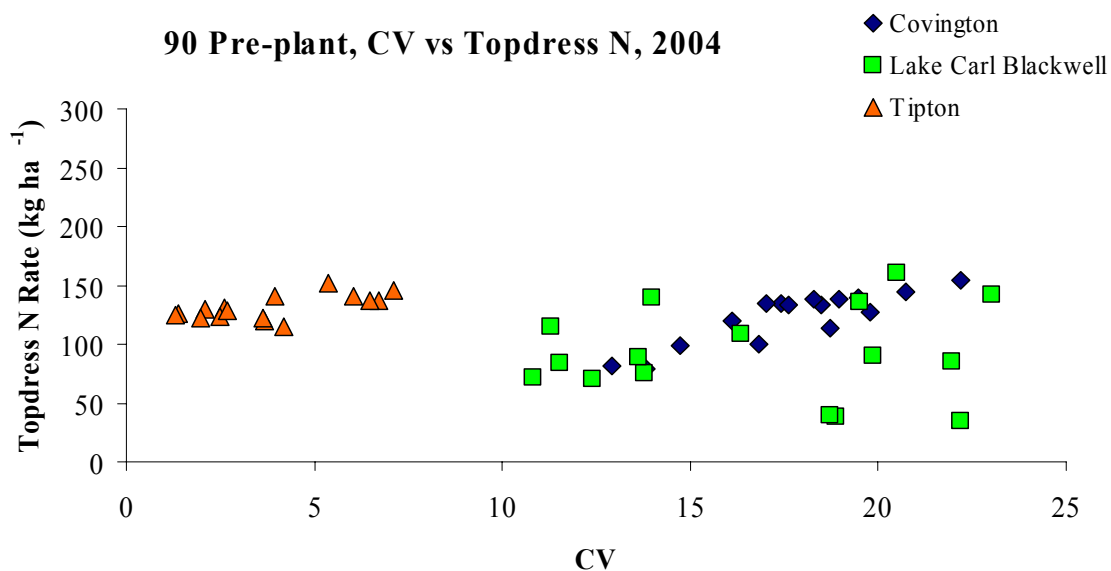 90 Pre-plant, CV vs Topdress N, 2004
Covington
Lake Carl Blackwell
Tipton
Topdress N Rate (kg ha -1)
300
250
200
150
100
50
0
0 5 10 15 20 25
CV